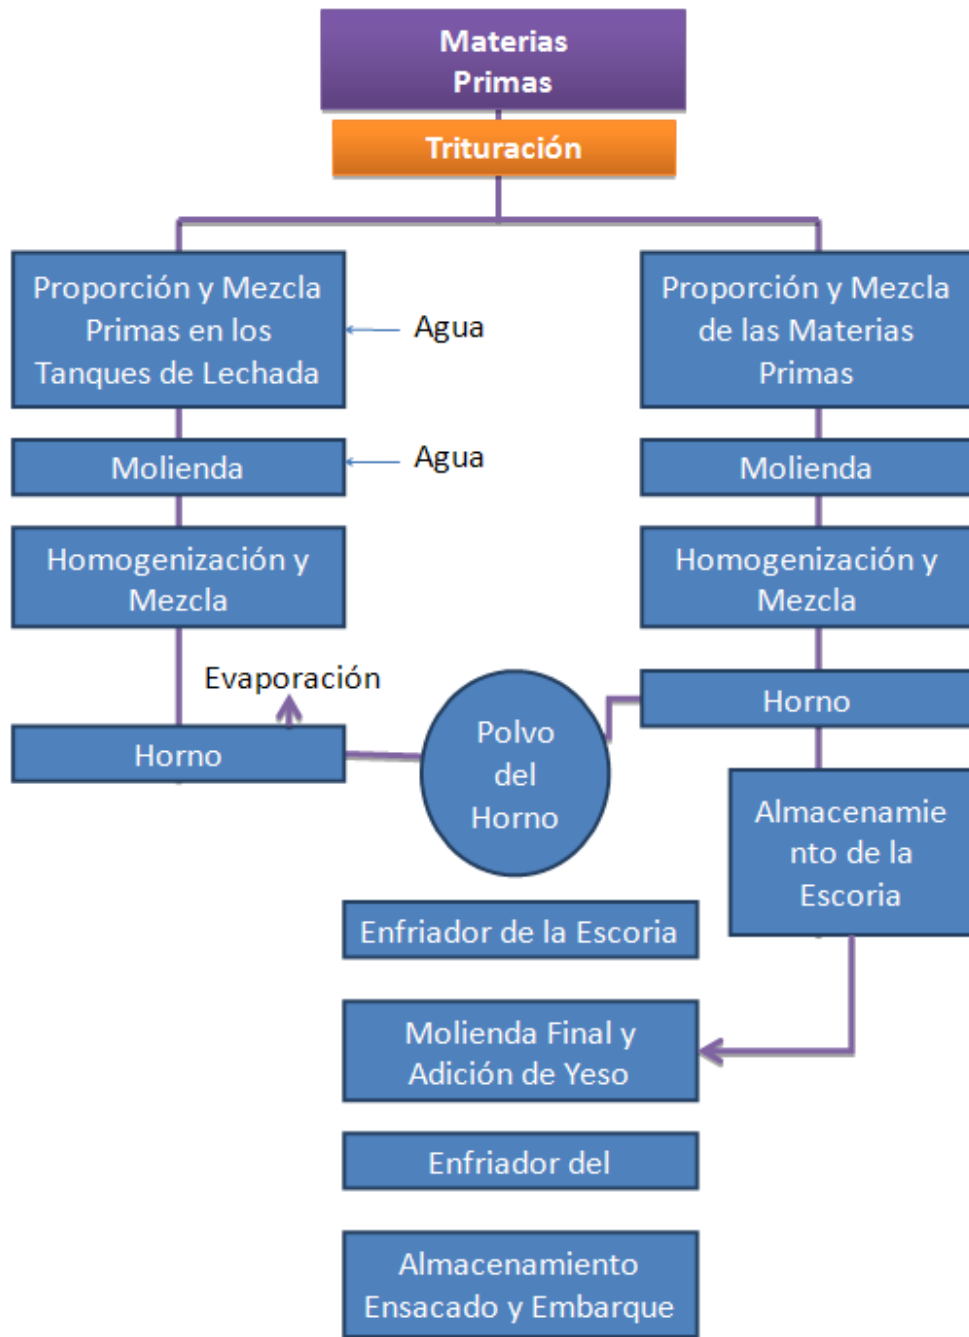 Materias
Primas
Trituración
Proporción y Mezcla
Primas en los
Tanques de Lechada
Agua
Molienda
Agua
Homogenización y
Mezcla
Evaporación
Horno
Proporción y Mezcla
de las Materias
Primas
Molienda
Homogenización y
Mezcla
Horno
Polvo
del
Horno
Almacenamie
nto de la
Escoria
Enfriador de la Escoria
Molienda Final y
Adición de Yeso
Enfriador del
Almacenamiento
Ensacado y Embarque